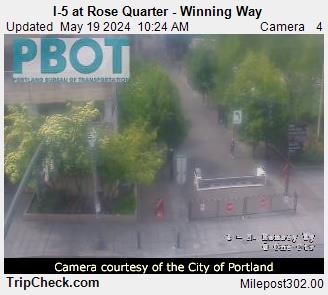 I-5 at Rose Quarter - Winning Way
Updated May 19 2024 10:24 AM Camera 4
PBOT
PORTLAND BUREAU OF TRANSPORTATION
Camera courtesy of the City of Portland
TripCheck.com Milepost302.00